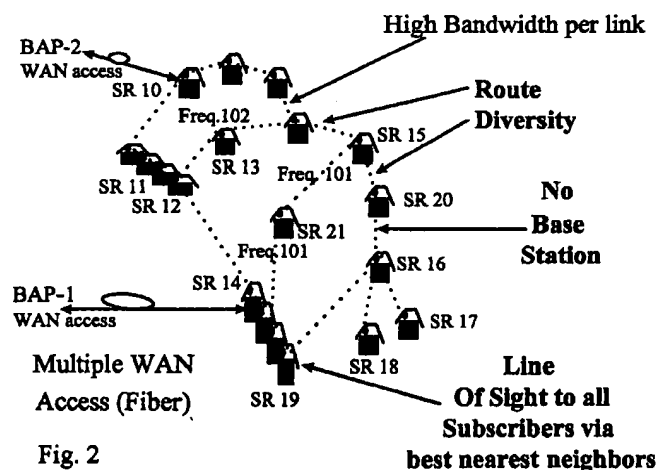 High Bandwidth per link
BAP-2
WAN access
SR 10
Route
Diversity
Freq.102
SR 13
SR 15
Freq. 101
SR 11
SR 12
SR 20
No
Base
Station
SR 21
Freq.101
SR 14
SR 16
BAP-1
WAN access
SR 17
SR 18
Multiple WAN
Access (Fiber)
SR 19
Line
Of Sight to all
Subscribers via
best nearest neighbors
Fig. 2